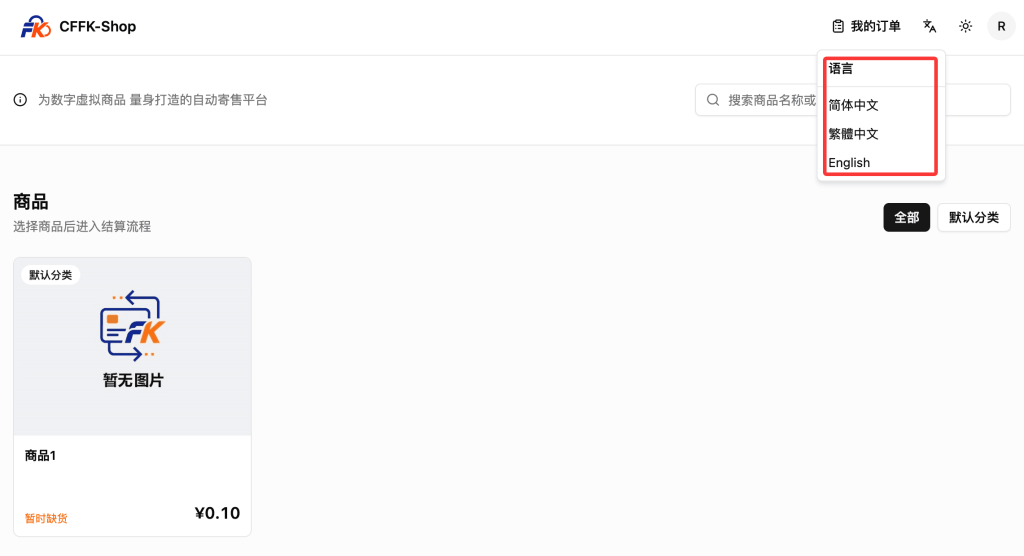 CFFK-Shop
我的订单
R
为数字虚拟商品 量身打造的自动寄售平台
搜索商品名称或
语言
简体中文
繁體中文
English
商品
选择商品后进入结算流程
全部
默认分类
默认分类
FK
暂无图片
商品1
暂时缺货
¥0.10